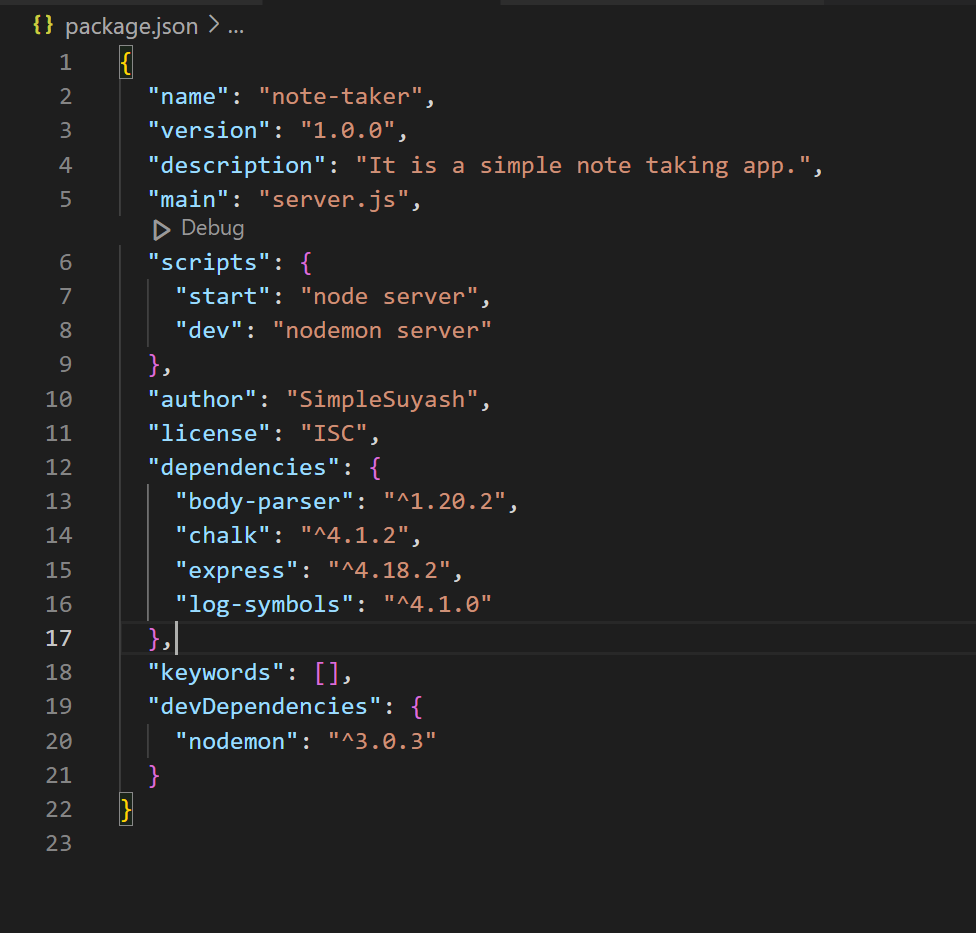 {} package.json > ...
1 {
2 "name": "note-taker",
3 "version": "1.0.0",
4 "description": "It is a simple note taking app.",
5 "main": "server.js",
Debug
6 "scripts": {
7 "start": "node server",
8 "dev": "nodemon server"
9 },
10 "author": "SimpleSuyash",
11 "license": "ISC",
12 "dependencies": {
13 "body-parser": "^1.20.2",
14 "chalk": "^4.1.2",
15 "express": "^4.18.2",
16 "log-symbols": "^4.1.0"
17 },
18 "keywords": [],
19 "devDependencies": {
20 "nodemon": "^3.0.3"
21 }
22 }
23